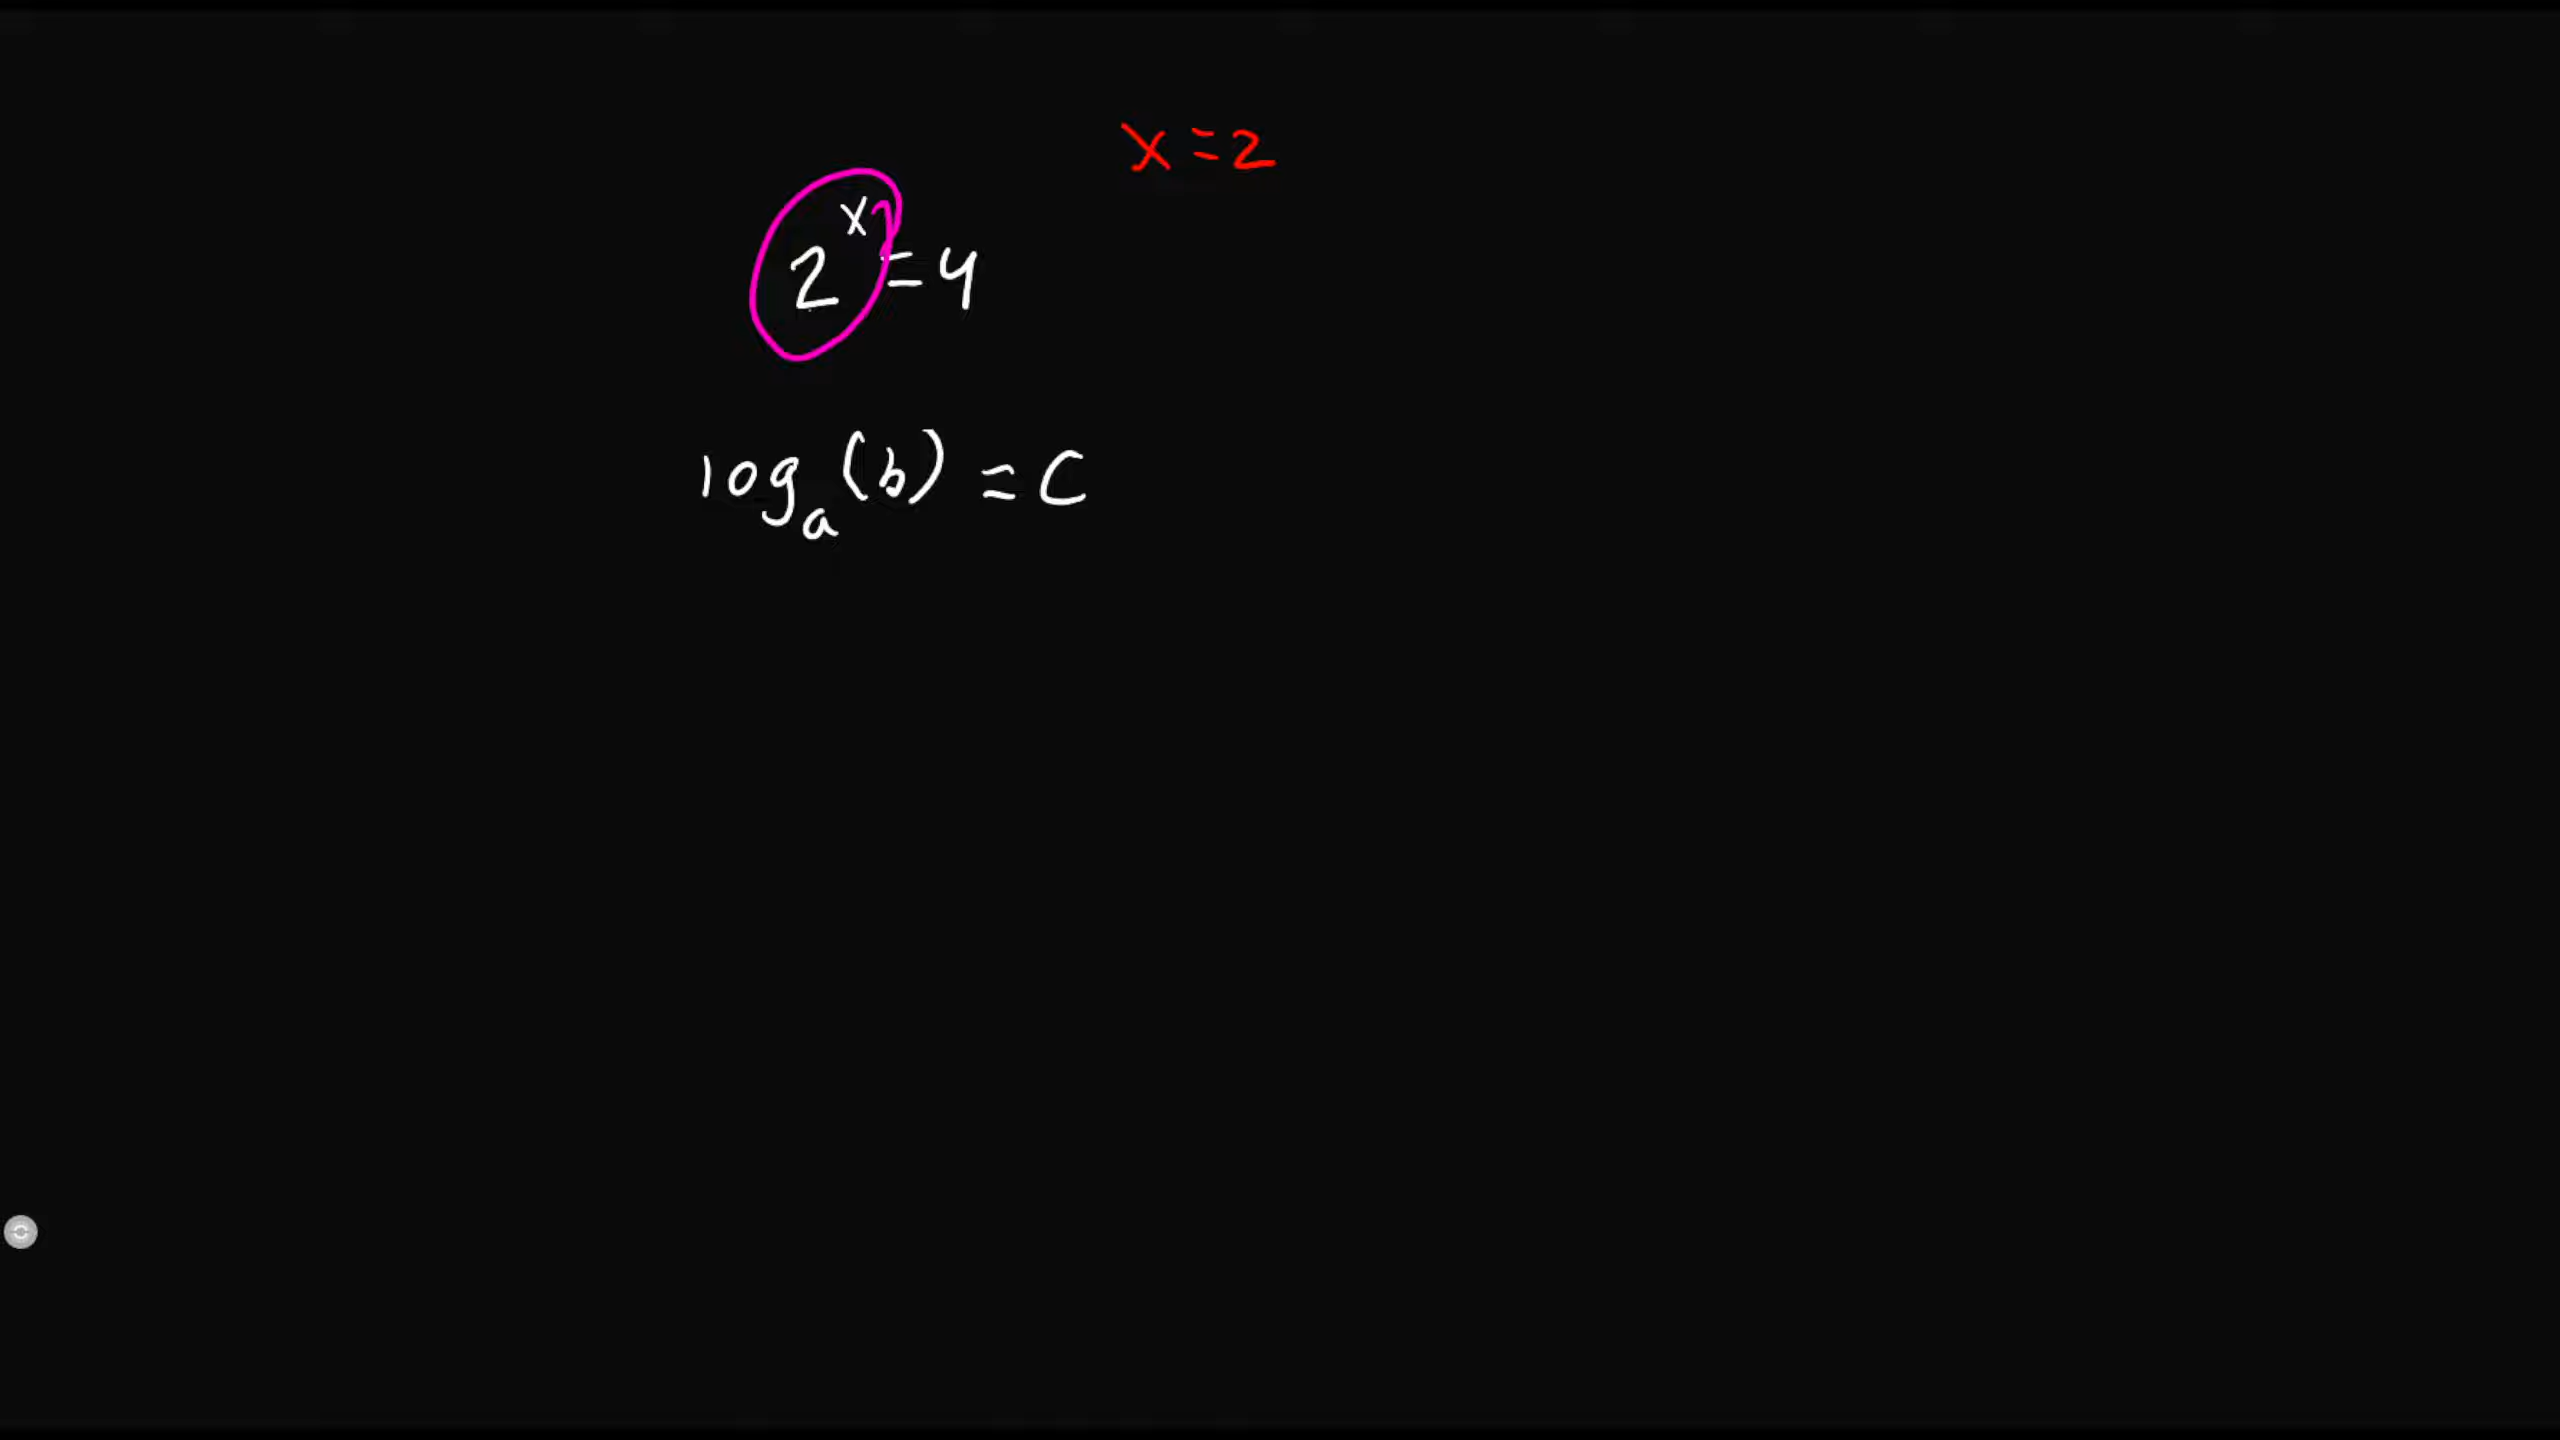 x = 2
2^x = 4
log_a (b) = C